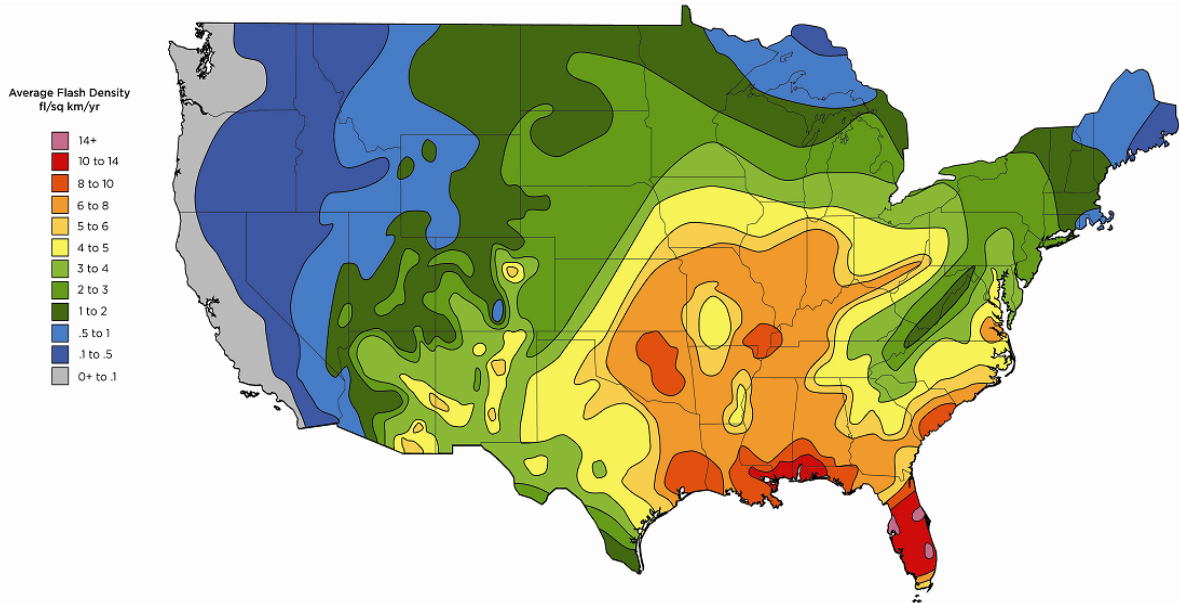 Average Flash Density
fl/sq km/yr
14+
10 to 14
8 to 10
6 to 8
5 to 6
4 to 5
3 to 4
2 to 3
1 to 2
.5 to 1
.1 to .5
0+ to .1